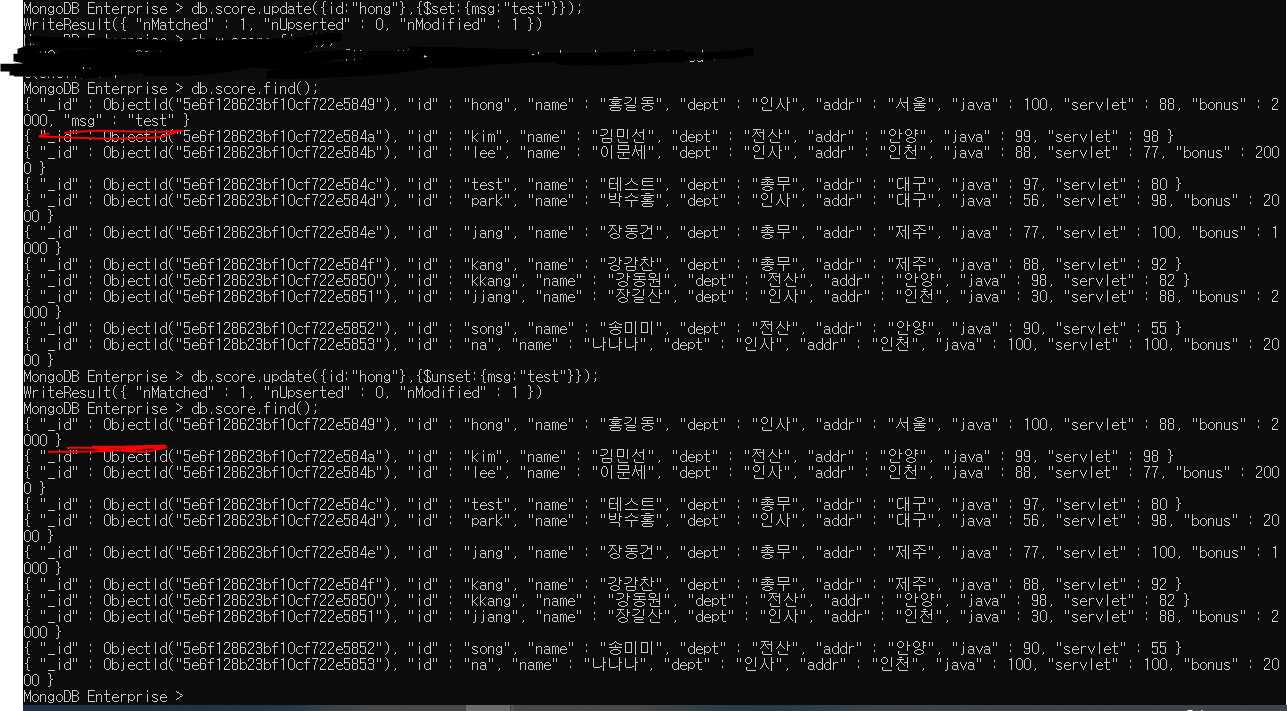 MongoDB Enterprise > db.score.update({id:"hong"},{$set:{msg:"test"}});
WriteResult({ "nMatched" : 1, "nUpserted" : 0, "nModified" : 1 })
MongoDB Enterprise > db.score.find();
{ "_id" : ObjectId("5e6f128623bf10cf722e5849"), "id" : "hong", "name" : "홍길동", "dept" : "인사", "addr" : "서울", "java" : 100, "servlet" : 88, "bonus" : 2
000, "msg" : "test" }
{ "_id" : ObjectId("5e6f128623bf10cf722e584a"), "id" : "kim", "name" : "김민선", "dept" : "전산", "addr" : "안양", "java" : 99, "servlet" : 98 }
{ "_id" : ObjectId("5e6f128623bf10cf722e584b"), "id" : "lee", "name" : "이문세", "dept" : "인사", "addr" : "인천", "java" : 88, "servlet" : 77, "bonus" : 200
0 }
{ "_id" : ObjectId("5e6f128623bf10cf722e584c"), "id" : "test", "name" : "테스트", "dept" : "총무", "addr" : "대구", "java" : 97, "servlet" : 80 }
{ "_id" : ObjectId("5e6f128623bf10cf722e584d"), "id" : "park", "name" : "박수홍", "dept" : "인사", "addr" : "대구", "java" : 56, "servlet" : 98, "bonus" : 20
00 }
{ "_id" : ObjectId("5e6f128623bf10cf722e584e"), "id" : "jang", "name" : "장동건", "dept" : "총무", "addr" : "제주", "java" : 77, "servlet" : 100, "bonus" : 1
000 }
{ "_id" : ObjectId("5e6f128623bf10cf722e584f"), "id" : "kang", "name" : "강감찬", "dept" : "총무", "addr" : "제주", "java" : 88, "servlet" : 92 }
{ "_id" : ObjectId("5e6f128623bf10cf722e5850"), "id" : "kkang", "name" : "강동원", "dept" : "전산", "addr" : "안양", "java" : 98, "servlet" : 82 }
{ "_id" : ObjectId("5e6f128623bf10cf722e5851"), "id" : "jjang", "name" : "장길산", "dept" : "인사", "addr" : "인천", "java" : 30, "servlet" : 88, "bonus" : 2
000 }
{ "_id" : ObjectId("5e6f128623bf10cf722e5852"), "id" : "song", "name" : "송미미", "dept" : "전산", "addr" : "안양", "java" : 90, "servlet" : 55 }
{ "_id" : ObjectId("5e6f128b23bf10cf722e5853"), "id" : "na", "name" : "나나나", "dept" : "인사", "addr" : "인천", "java" : 100, "servlet" : 100, "bonus" : 20
00 }
MongoDB Enterprise > db.score.update({id:"hong"},{$unset:{msg:"test"}});
WriteResult({ "nMatched" : 1, "nUpserted" : 0, "nModified" : 1 })
MongoDB Enterprise > db.score.find();
{ "_id" : ObjectId("5e6f128623bf10cf722e5849"), "id" : "hong", "name" : "홍길동", "dept" : "인사", "addr" : "서울", "java" : 100, "servlet" : 88, "bonus" : 2
000 }
{ "_id" : ObjectId("5e6f128623bf10cf722e584a"), "id" : "kim", "name" : "김민선", "dept" : "전산", "addr" : "안양", "java" : 99, "servlet" : 98 }
{ "_id" : ObjectId("5e6f128623bf10cf722e584b"), "id" : "lee", "name" : "이문세", "dept" : "인사", "addr" : "인천", "java" : 88, "servlet" : 77, "bonus" : 200
0 }
{ "_id" : ObjectId("5e6f128623bf10cf722e584c"), "id" : "test", "name" : "테스트", "dept" : "총무", "addr" : "대구", "java" : 97, "servlet" : 80 }
{ "_id" : ObjectId("5e6f128623bf10cf722e584d"), "id" : "park", "name" : "박수홍", "dept" : "인사", "addr" : "대구", "java" : 56, "servlet" : 98, "bonus" : 20
00 }
{ "_id" : ObjectId("5e6f128623bf10cf722e584e"), "id" : "jang", "name" : "장동건", "dept" : "총무", "addr" : "제주", "java" : 77, "servlet" : 100, "bonus" : 1
000 }
{ "_id" : ObjectId("5e6f128623bf10cf722e584f"), "id" : "kang", "name" : "강감찬", "dept" : "총무", "addr" : "제주", "java" : 88, "servlet" : 92 }
{ "_id" : ObjectId("5e6f128623bf10cf722e5850"), "id" : "kkang", "name" : "강동원", "dept" : "전산", "addr" : "안양", "java" : 98, "servlet" : 82 }
{ "_id" : ObjectId("5e6f128623bf10cf722e5851"), "id" : "jjang", "name" : "장길산", "dept" : "인사", "addr" : "인천", "java" : 30, "servlet" : 88, "bonus" : 2
000 }
{ "_id" : ObjectId("5e6f128623bf10cf722e5852"), "id" : "song", "name" : "송미미", "dept" : "전산", "addr" : "안양", "java" : 90, "servlet" : 55 }
{ "_id" : ObjectId("5e6f128b23bf10cf722e5853"), "id" : "na", "name" : "나나나", "dept" : "인사", "addr" : "인천", "java" : 100, "servlet" : 100, "bonus" : 20
00 }
MongoDB Enterprise >